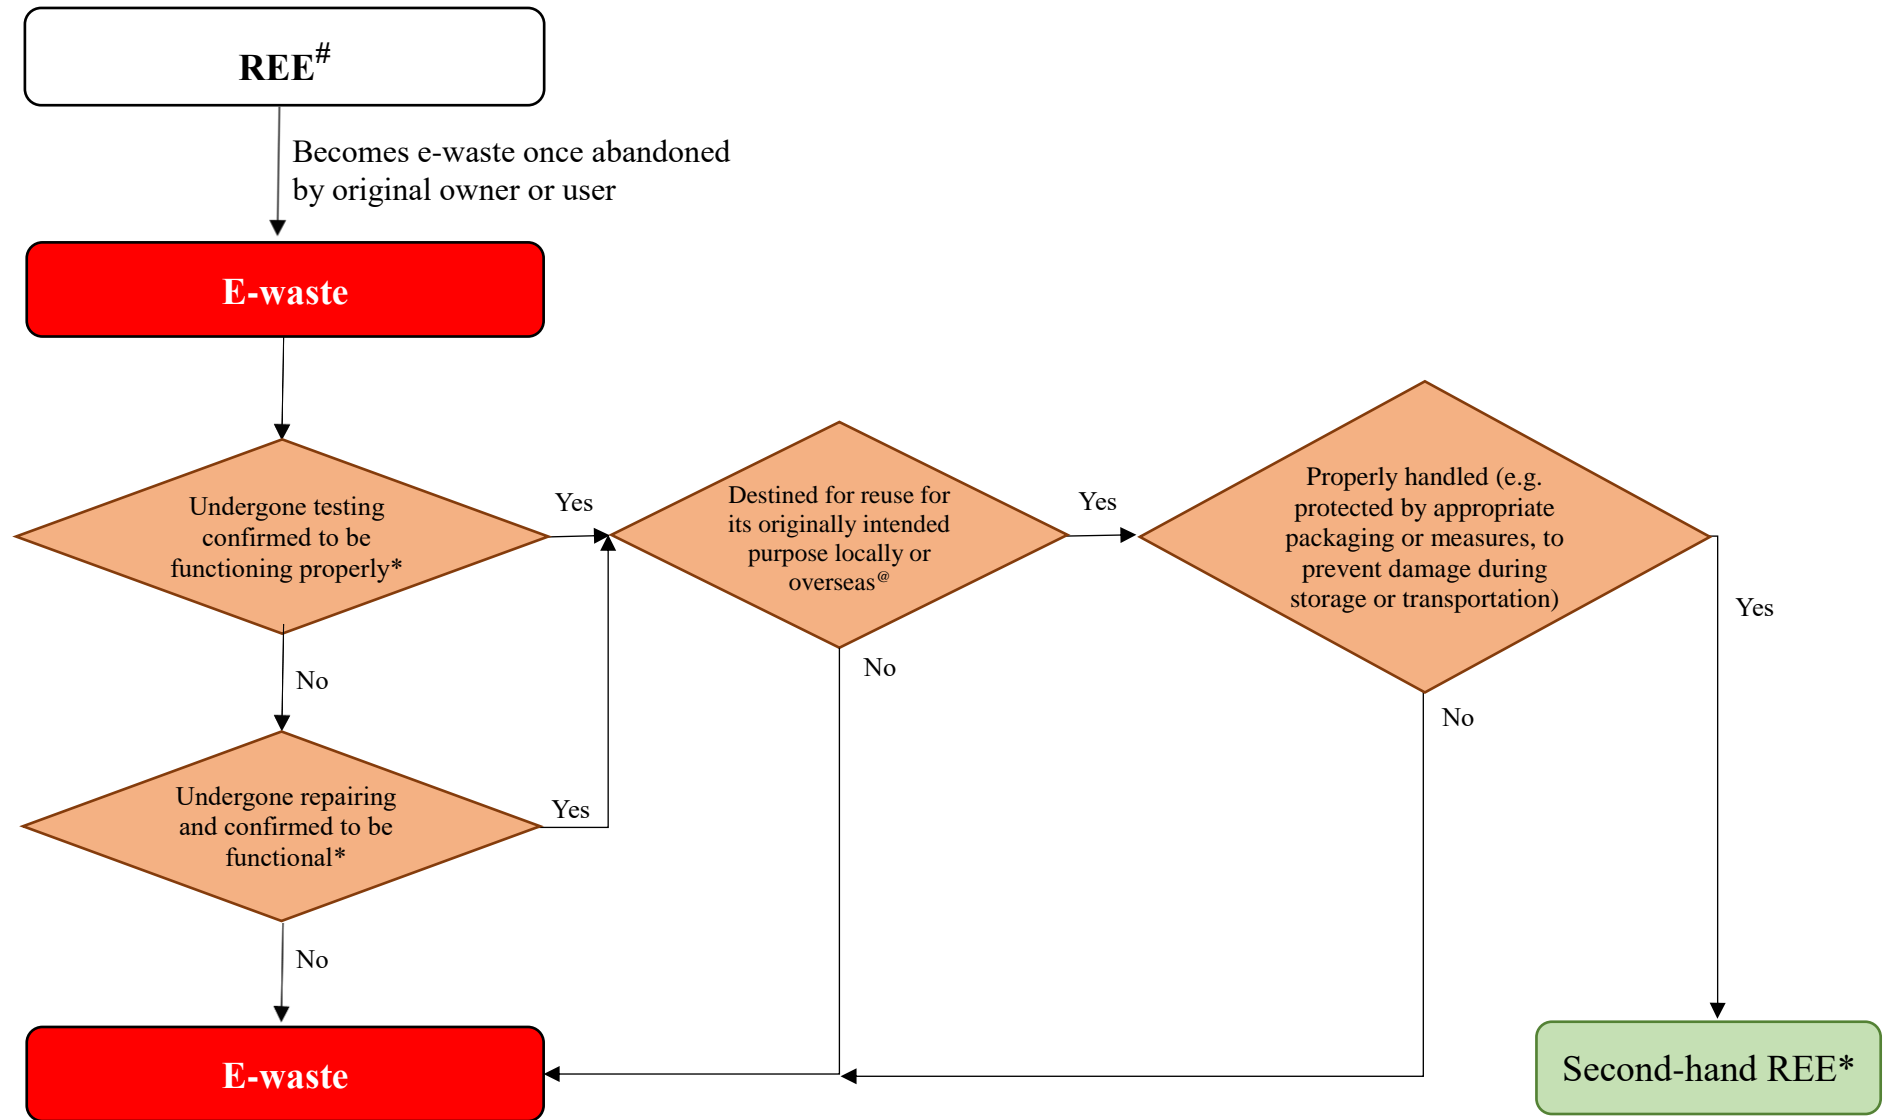 REE#
Becomes e-waste once abandoned
by original owner or user
E-waste
Undergone testing
confirmed to be
functioning properly*
Yes
Destined for reuse for
its originally intended
purpose locally or
overseas@
Yes
Properly handled (e.g.
protected by appropriate
packaging or measures, to
prevent damage during
storage or transportation)
Yes
No
No
No
Undergone repairing
and confirmed to be
functional*
Yes
No
E-waste
Second-hand REE*